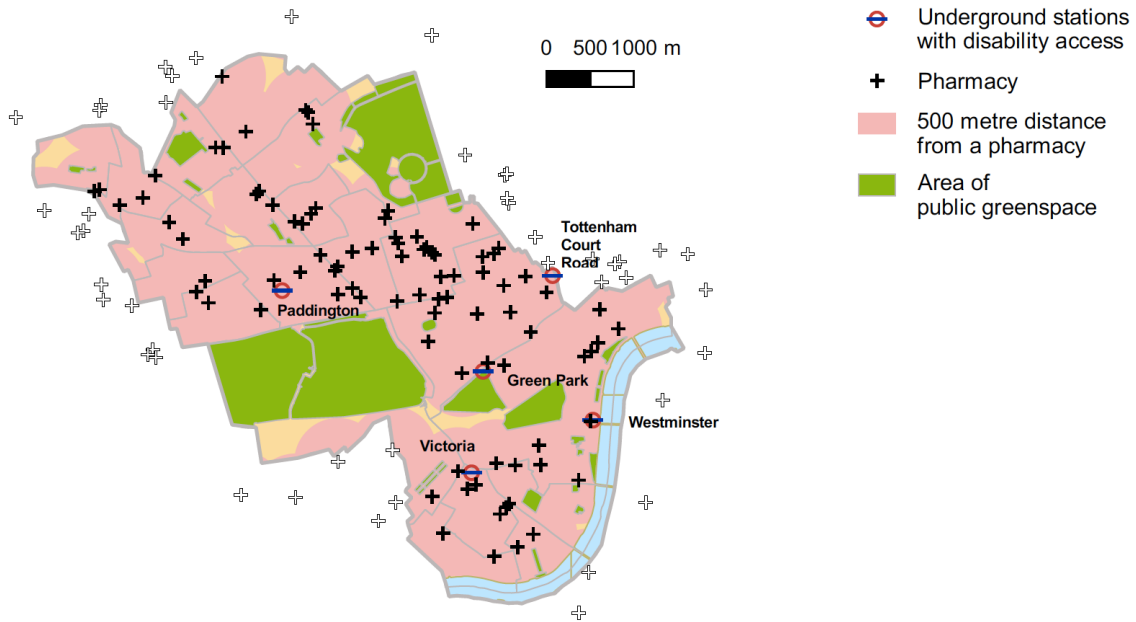 0 500 1000 m
Underground stations
with disability access
Pharmacy
500 metre distance
from a pharmacy
Area of
public greenspace
Tottenham
Court
Road
Paddington
Green Park
Westminster
Victoria